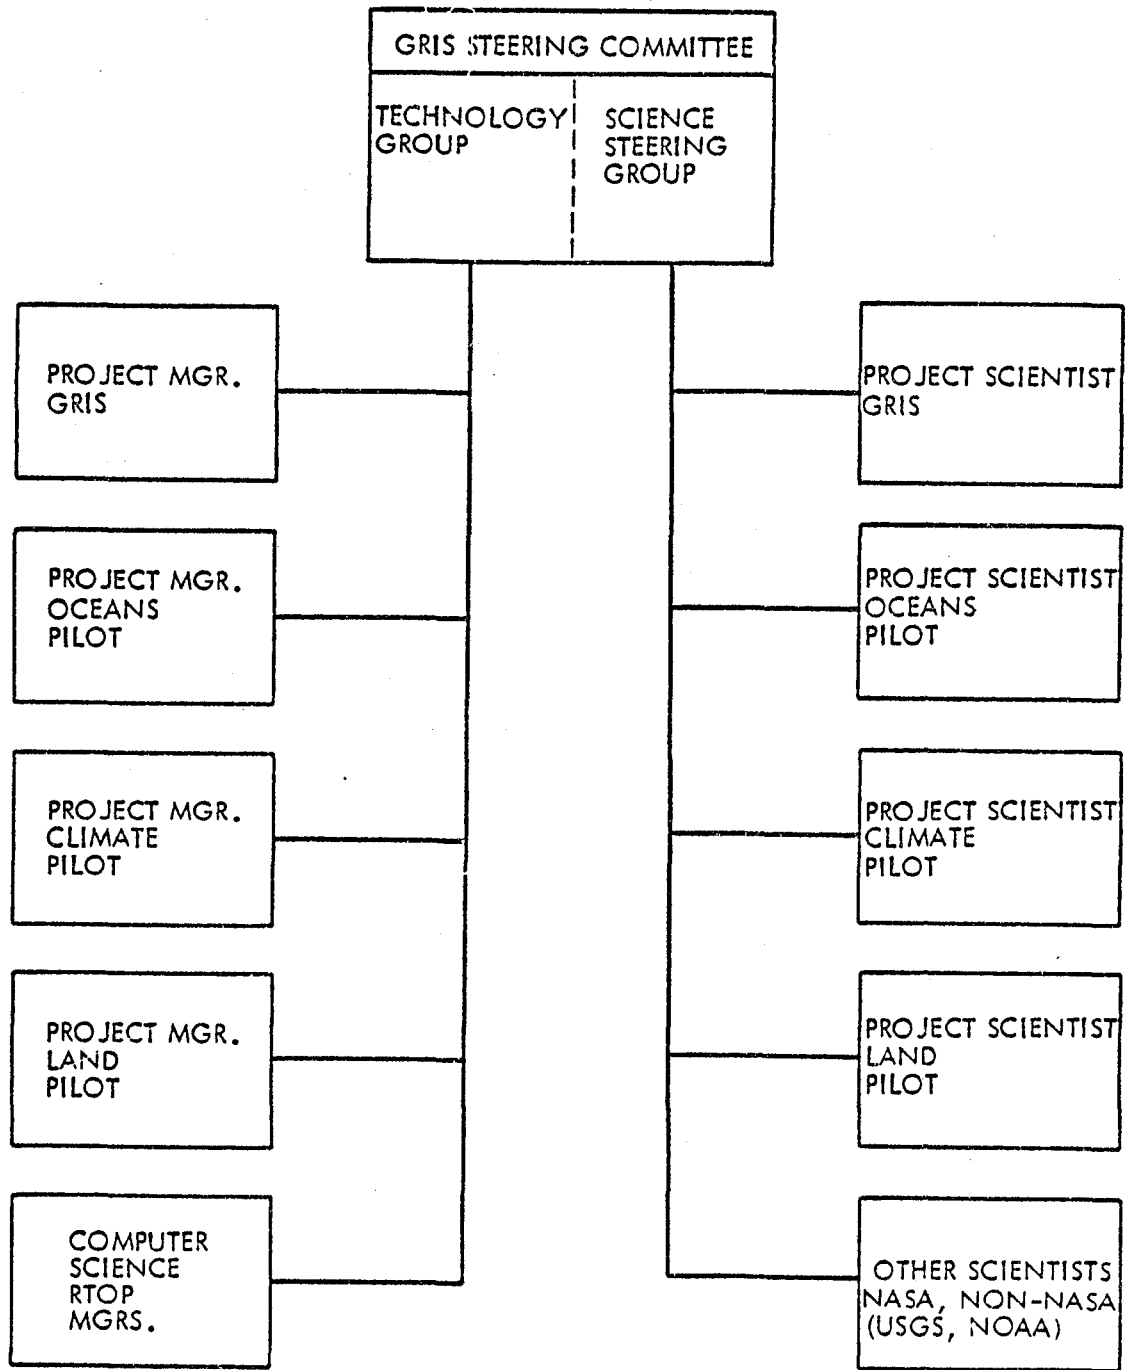 GRIS STEERING COMMITTEE
TECHNOLOGY
GROUP
SCIENCE
STEERING
GROUP
PROJECT MGR.
GRIS
PROJECT SCIENTIST
GRIS
PROJECT MGR.
OCEANS
PILOT
PROJECT SCIENTIST
OCEANS
PILOT
PROJECT MGR.
CLIMATE
PILOT
PROJECT SCIENTIST
CLIMATE
PILOT
PROJECT MGR.
LAND
PILOT
PROJECT SCIENTIST
LAND
PILOT
COMPUTER
SCIENCE
RTOP
MGRS.
OTHER SCIENTISTS
NASA, NON-NASA
(USGS, NOAA)